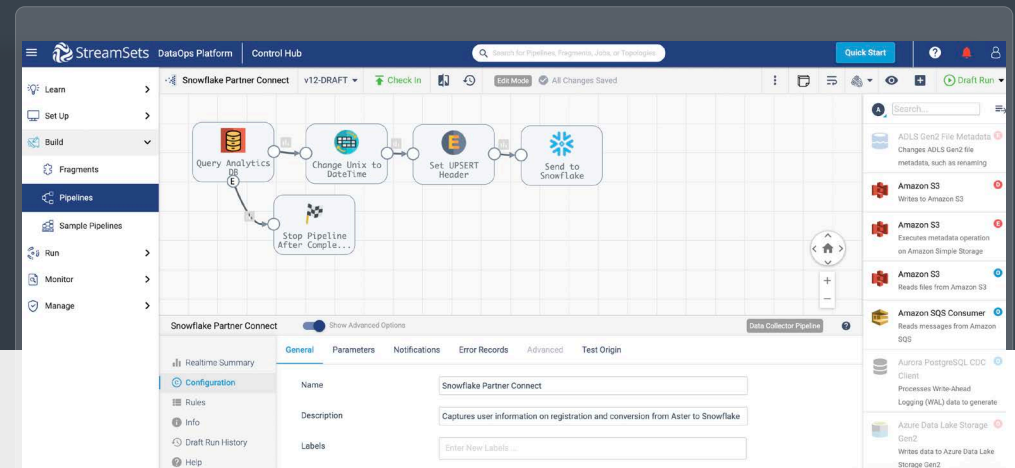 StreamSets DataOps Platform Control Hub
Search for Pipelines, Fragments, Jobs, or Topologies
Quick Start
?
Learn
Set Up
Build
Fragments
Pipelines
Sample Pipelines
Run
Monitor
Manage
Snowflake Partner Connect v12-DRAFT Check In Edit Mode All Changes Saved
Draft Run
Query Analytics
DB
E
Change Unix to
DateTime
E
Set UPSERT
Header
Send to
Snowflake
Stop Pipeline
After Comple...
+
−
A Search...
ADLS Gen2 File Metadata
Changes ADLS Gen2 file
metadata, such as renaming
Amazon S3 D
Writes to Amazon S3
Amazon S3 E
Executes metadata operation
on Amazon Simple Storage
Amazon S3 O
Reads files from Amazon S3
Amazon SQS Consumer O
Reads messages from Amazon
SQS
Aurora PostgreSQL CDC
Client
Processes Write-Ahead
Logging (WAL) data to generate
Azure Data Lake Storage
Gen2
Writes data to Azure Data Lake
Storage Gen2
Snowflake Partner Connect Show Advanced Options Data Collector Pipeline ?
Realtime Summary
Configuration
Rules
Info
Draft Run History
Help
General Parameters Notifications Error Records Advanced Test Origin
Name Snowflake Partner Connect
Description Captures user information on registration and conversion from Aster to Snowflake
Labels Enter New Labels ...